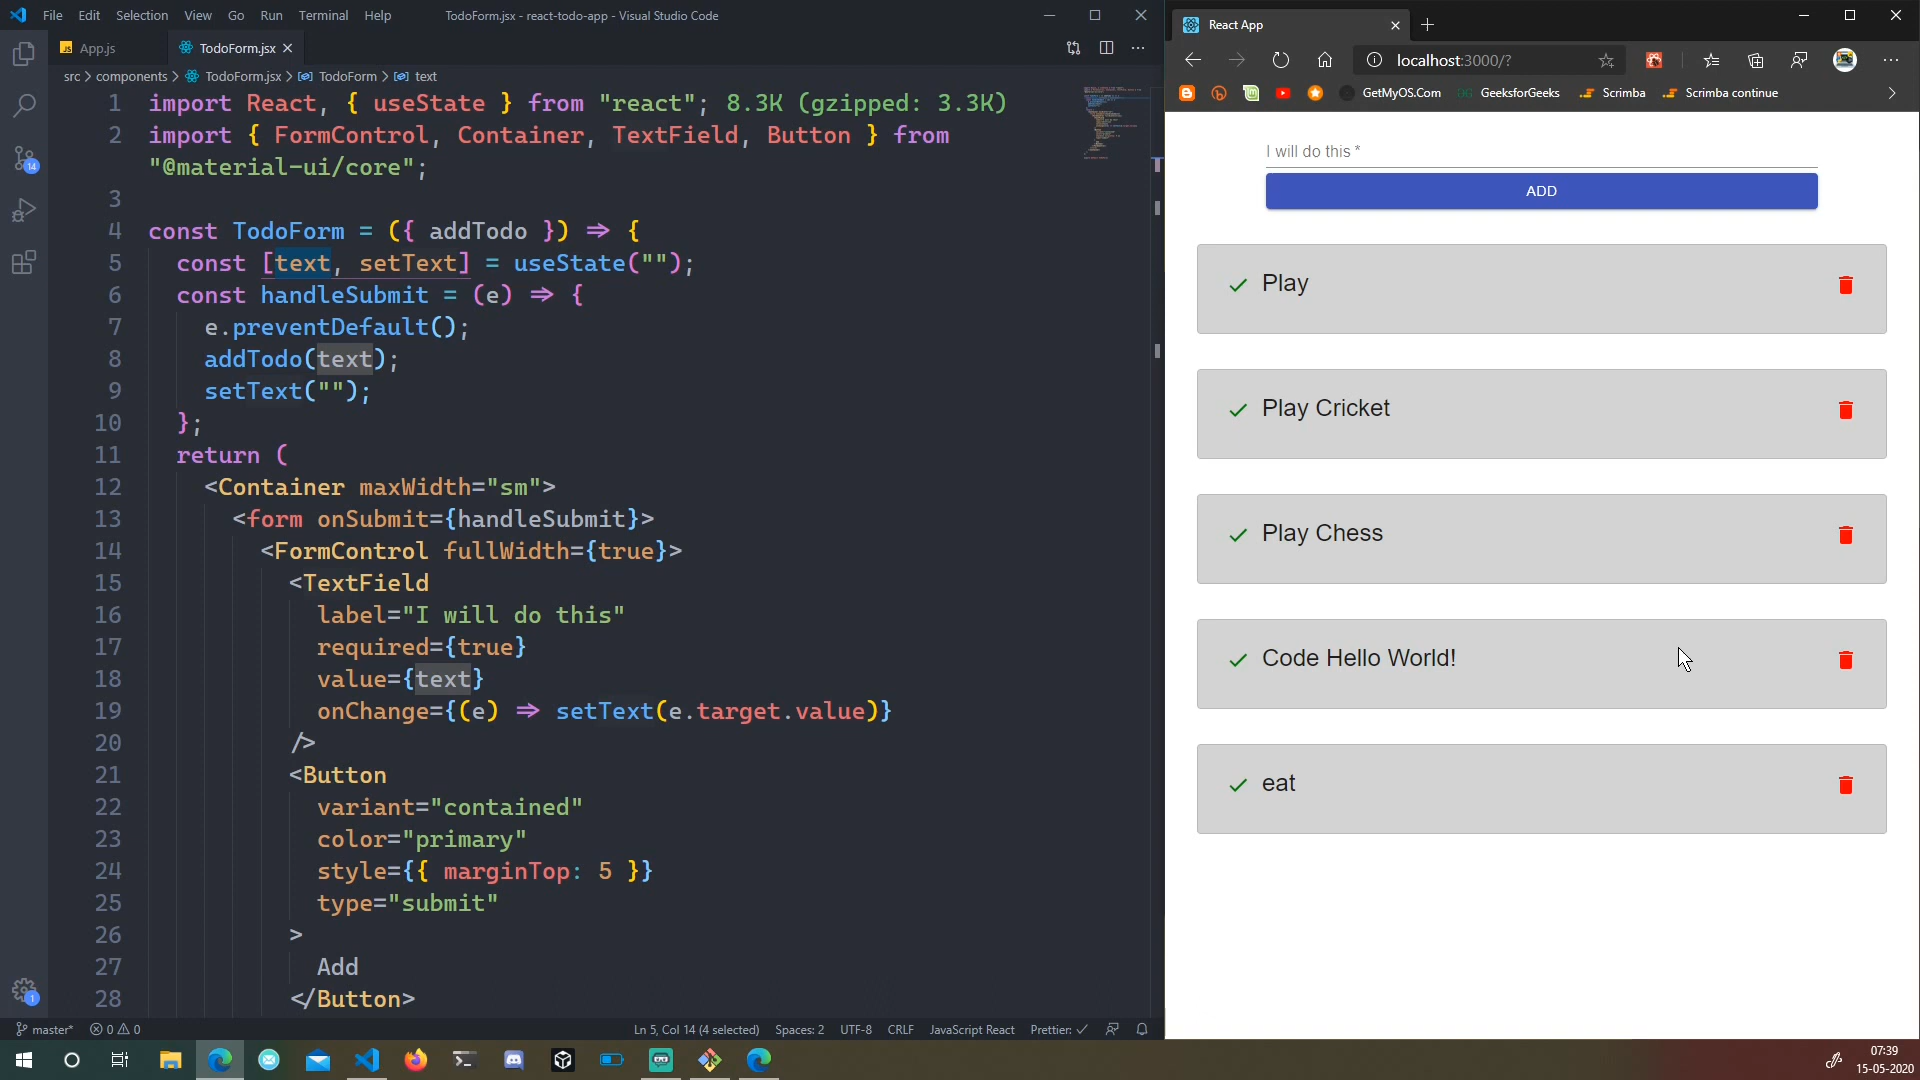 File Edit Selection View Go Run Terminal Help TodoForm.jsx - react-todo-app - Visual Studio Code
JS App.js TodoForm.jsx
src > components > TodoForm.jsx > TodoForm > text
1 import React, { useState } from "react"; 8.3K (gzipped: 3.3K)
2 import { FormControl, Container, TextField, Button } from
"@material-ui/core";
3
4 const TodoForm = ({ addTodo }) ⇒ {
5 const [text, setText] = useState("");
6 const handleSubmit = (e) ⇒ {
7 e.preventDefault();
8 addTodo(text);
9 setText("");
10 };
11 return (
12 <Container maxWidth="sm">
13 <form onSubmit={handleSubmit}>
14 <FormControl fullWidth={true}>
15 <TextField
16 label="I will do this"
17 required={true}
18 value={text}
19 onChange={(e) ⇒ setText(e.target.value)}
20 />
21 <Button
22 variant="contained"
23 color="primary"
24 style={{ marginTop: 5 }}
25 type="submit"
26 >
27 Add
28 </Button>
14
1
master* 0 0 Ln 5, Col 14 (4 selected) Spaces: 2 UTF-8 CRLF JavaScript React Prettier: ✓
React App
localhost:3000/?
GetMyOS.Com GeeksforGeeks Scrimba Scrimba continue
I will do this *
ADD
Play
Play Cricket
Play Chess
Code Hello World!
eat
07:39
15-05-2020